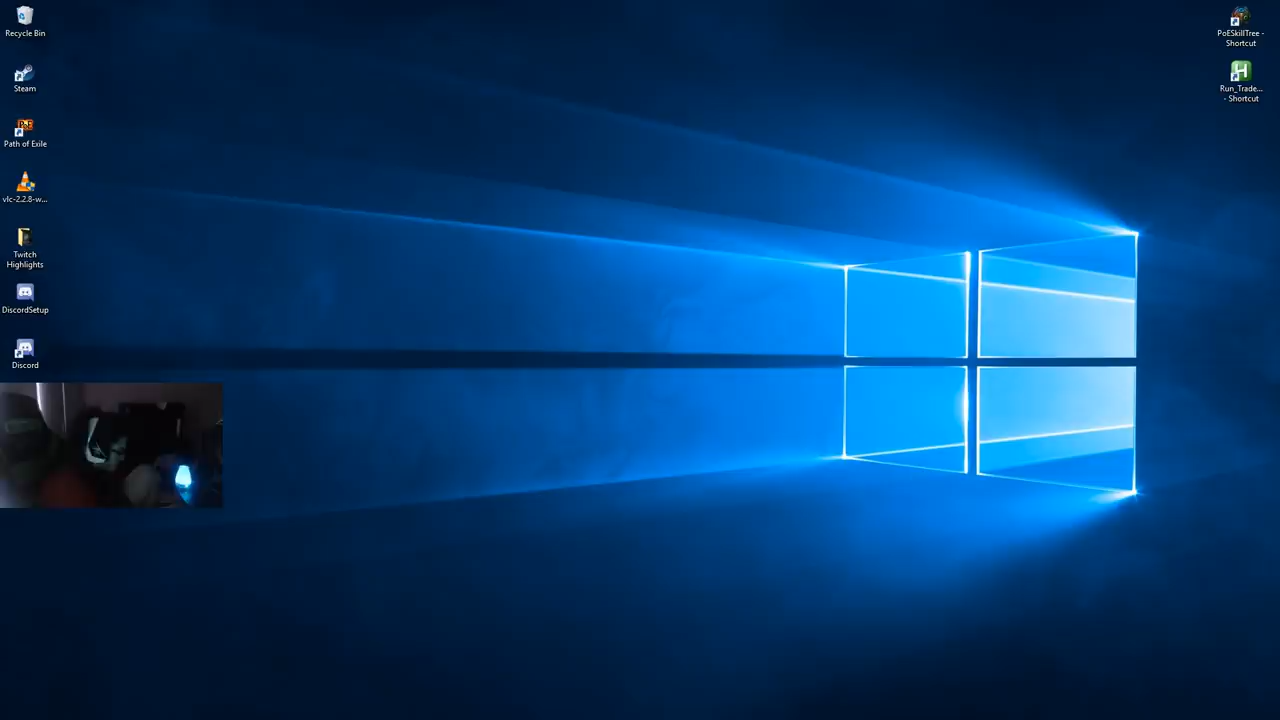 Recycle Bin
Steam
Path of Exile
vlc-2.2.8-w...
Twitch
Highlights
DiscordSetup
Discord
PoESkillTree -
Shortcut
Run_Trade...
- Shortcut